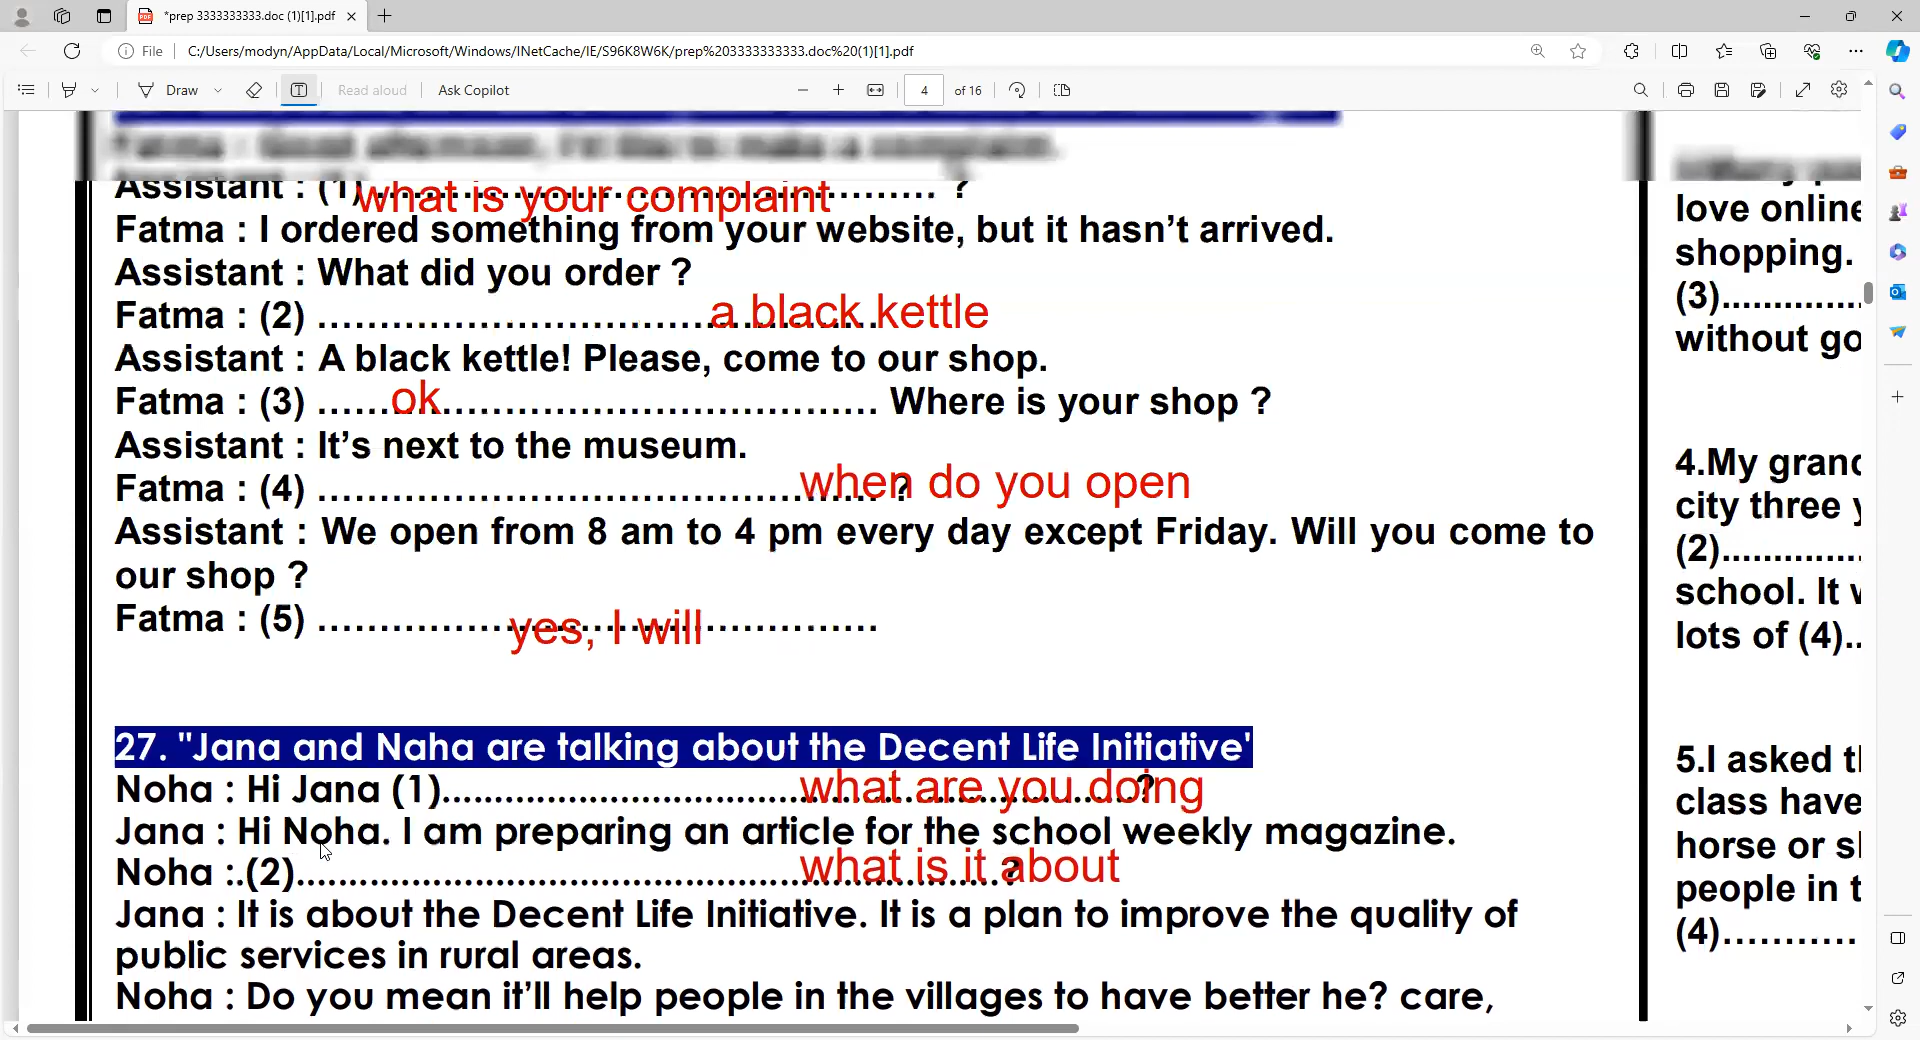 *prep 3333333333.doc (1)[1].pdf
File
C:/Users/modyn/AppData/Local/Microsoft/Windows/INetCache/IE/S96K8W6K/prep%203333333333.doc%20(1)[1].pdf
Draw
Read aloud
Ask Copilot
4 of 16
Fatma : Good afternoon, I'd like to make a complaint.
Assistant : (1) what is your complaint ?
Fatma : I ordered something from your website, but it hasn't arrived.
Assistant : What did you order ?
Fatma : (2) ........................................ a black kettle
Assistant : A black kettle! Please, come to our shop.
Fatma : (3) ......ok........................................ Where is your shop ?
Assistant : It's next to the museum.
Fatma : (4) ........................................ when do you open ?
Assistant : We open from 8 am to 4 pm every day except Friday. Will you come to
our shop ?
Fatma : (5) ................yes, I will................
27. "Jana and Naha are talking about the Decent Life Initiative'
Noha : Hi Jana (1)........................................what are you doing ?
Jana : Hi Noha. I am preparing an article for the school weekly magazine.
Noha :.(2)........................................what is it about ?
Jana : It is about the Decent Life Initiative. It is a plan to improve the quality of
public services in rural areas.
Noha : Do you mean it'll help people in the villages to have better he? care,
love online
shopping.
(3)..............
without go
4.My grand
city three y
(2)..............
school. It w
lots of (4)..
5.I asked th
class have
horse or sl
people in t
(4)...........